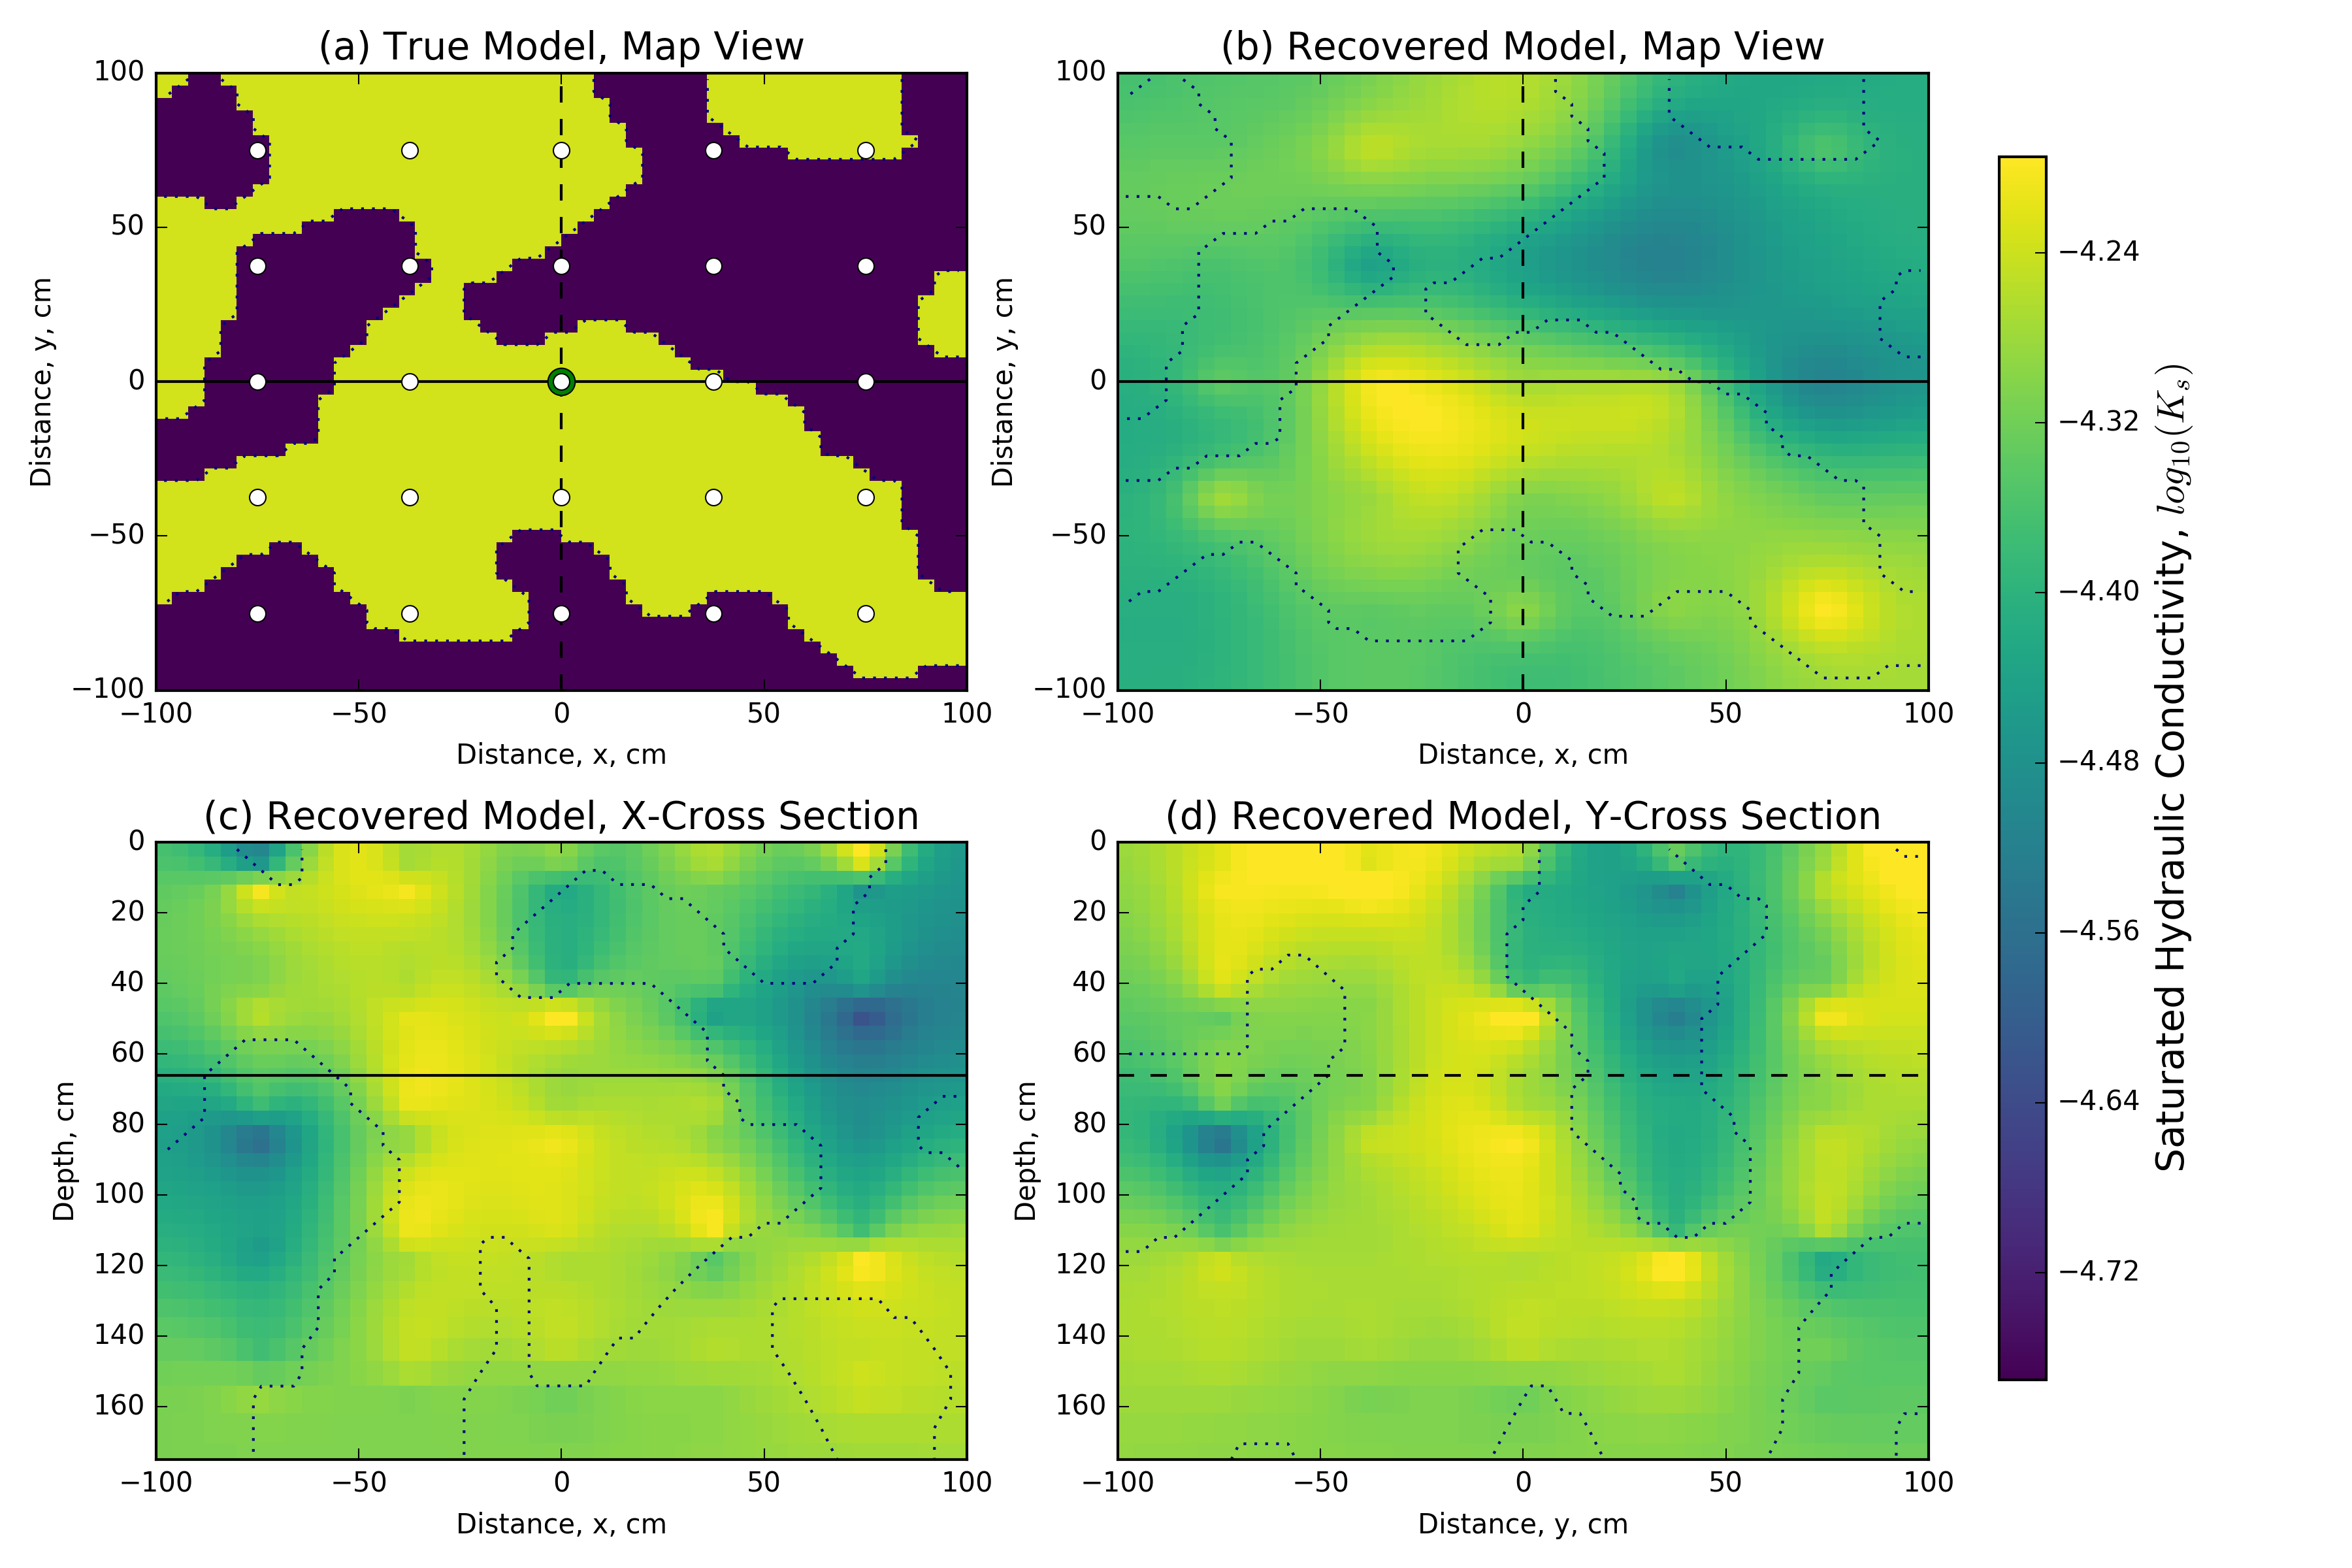 (a) True Model, Map View
100
50
0
−50
−100
Distance, y, cm
−100 −50 0 50 100
Distance, x, cm
(b) Recovered Model, Map View
100
50
0
−50
−100
Distance, y, cm
−100 −50 0 50 100
Distance, x, cm
(c) Recovered Model, X-Cross Section
0
20
40
60
80
100
120
140
160
Depth, cm
−100 −50 0 50 100
Distance, x, cm
(d) Recovered Model, Y-Cross Section
0
20
40
60
80
100
120
140
160
Depth, cm
−100 −50 0 50 100
Distance, y, cm
−4.24
−4.32
−4.40
−4.48
−4.56
−4.64
−4.72
Saturated Hydraulic Conductivity, log10(Ks)